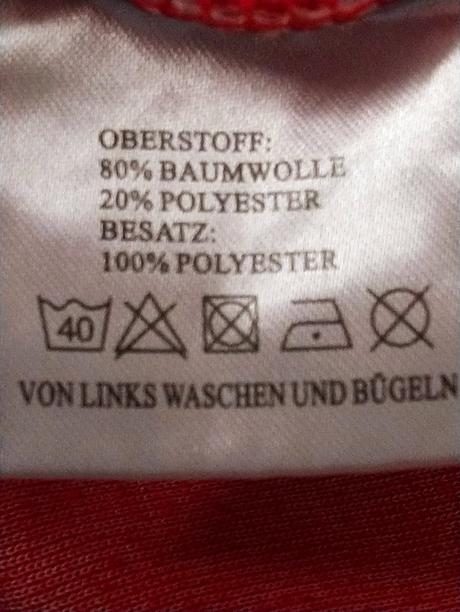 OBERSTOFF:
80% BAUMWOLLE
20% POLYESTER
BESATZ:
100% POLYESTER
40
VON LINKS WASCHEN UND BÜGELN